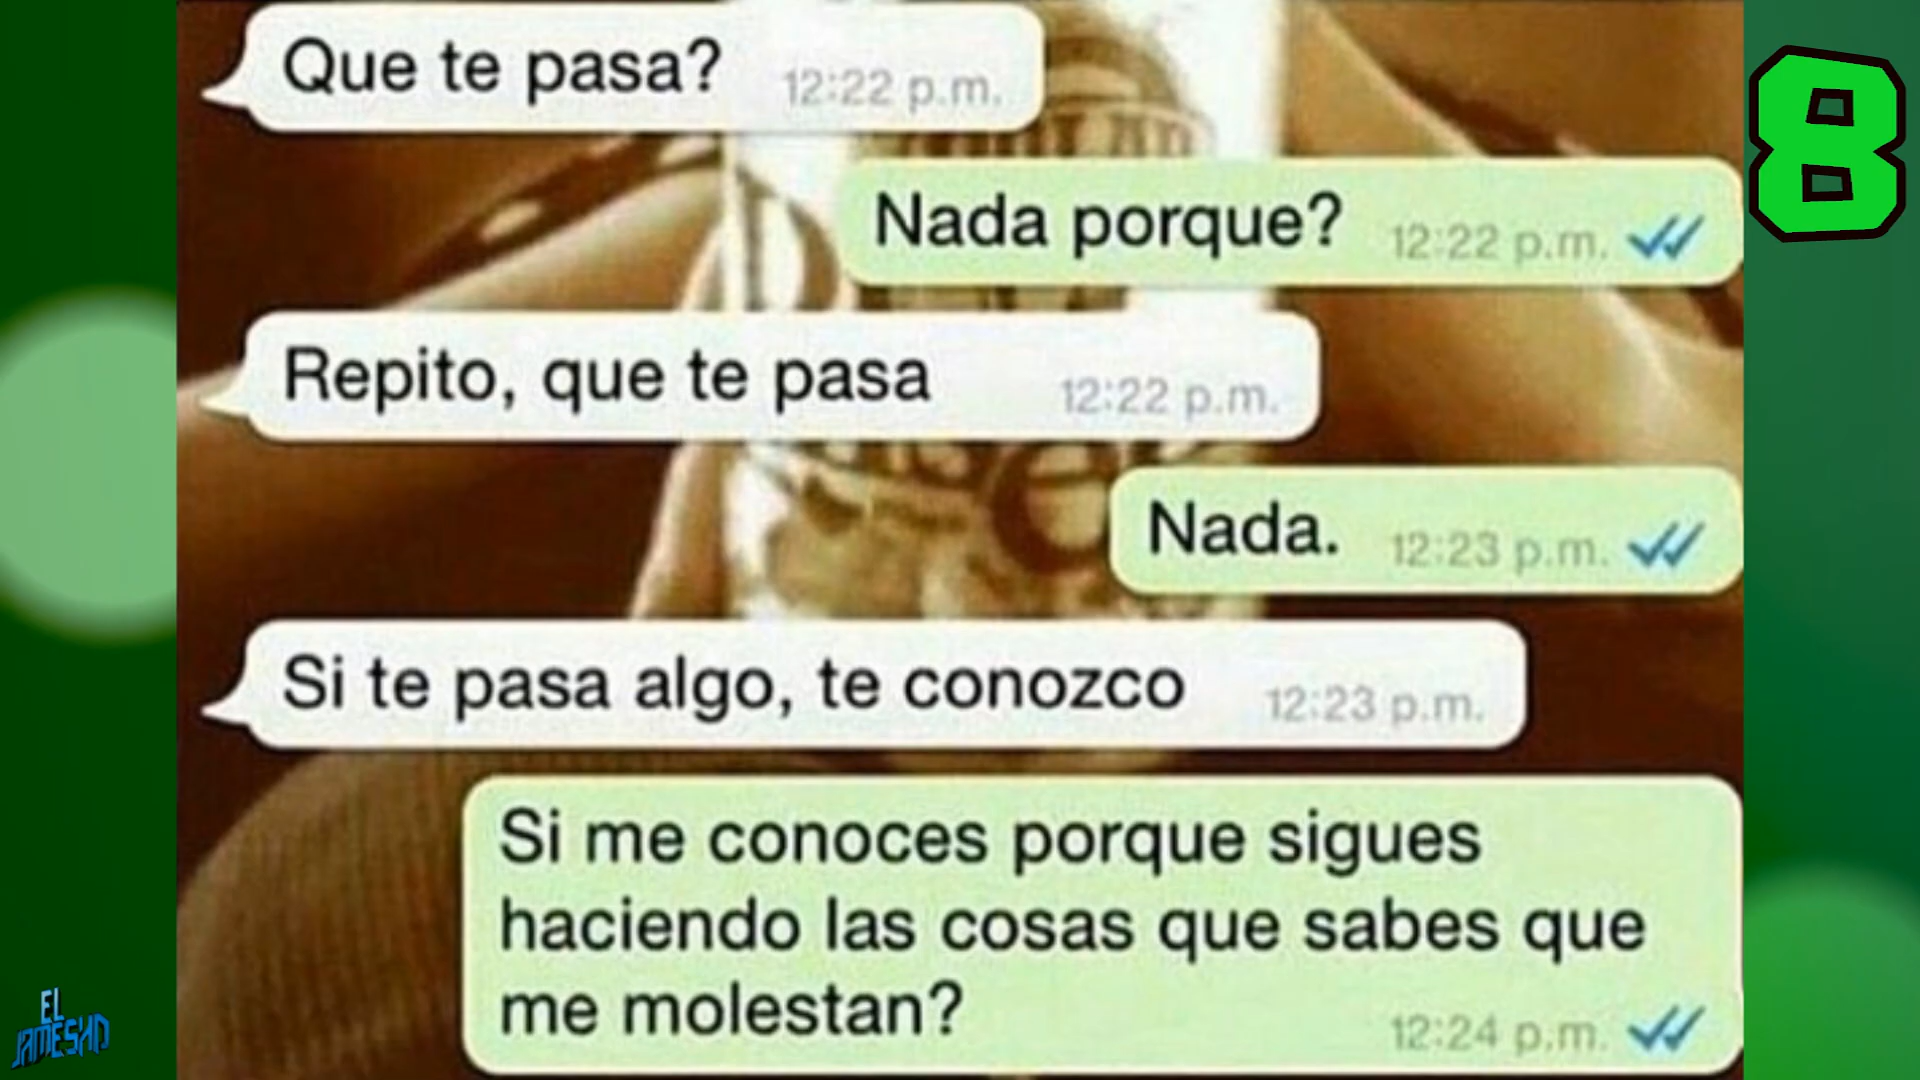 Que te pasa? 12:22 p.m.
8
Nada porque? 12:22 p.m.
Repito, que te pasa 12:22 p.m.
Nada. 12:23 p.m.
Si te pasa algo, te conozco 12:23 p.m.
Si me conoces porque sigues
haciendo las cosas que sabes que
me molestan?
12:24 p.m.
EL
JAMESXD